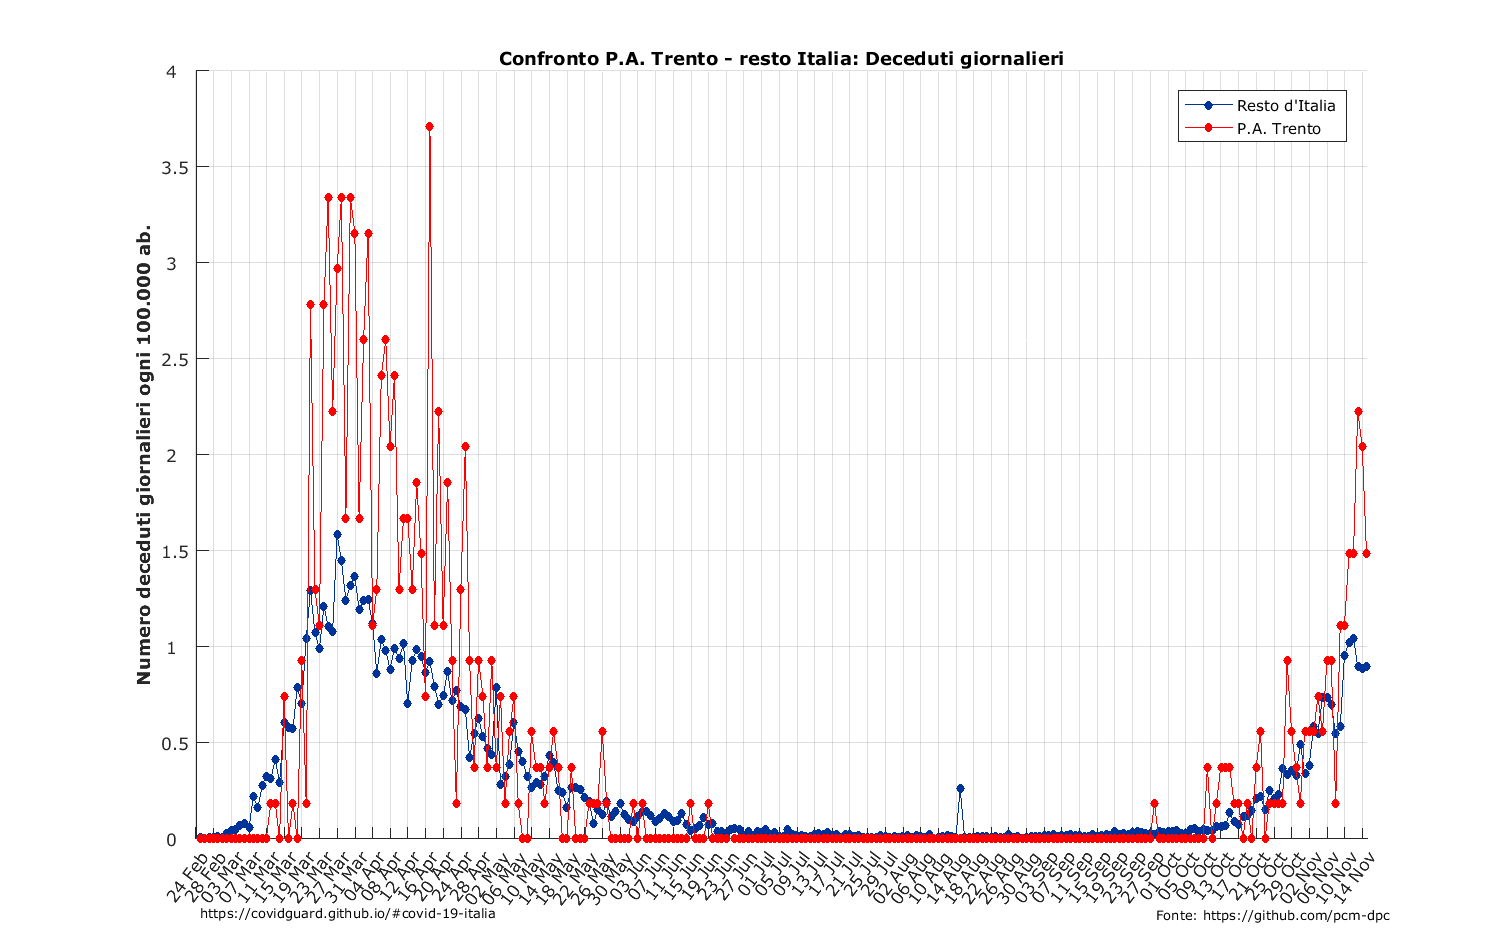 Confronto P.A. Trento - resto Italia: Deceduti giornalieri
Numero deceduti giornalieri ogni 100.000 ab.
4
3.5
3
2.5
2
1.5
1
0.5
0
Resto d'Italia
P.A. Trento
24 Feb
28 Feb
03 Mar
07 Mar
11 Mar
15 Mar
19 Mar
23 Mar
27 Mar
31 Mar
04 Apr
08 Apr
12 Apr
16 Apr
20 Apr
24 Apr
28 Apr
02 May
06 May
10 May
14 May
18 May
22 May
26 May
30 May
03 Jun
07 Jun
11 Jun
15 Jun
19 Jun
23 Jun
27 Jun
01 Jul
05 Jul
09 Jul
13 Jul
17 Jul
21 Jul
25 Jul
29 Jul
02 Aug
06 Aug
10 Aug
14 Aug
18 Aug
22 Aug
26 Aug
30 Aug
03 Sep
07 Sep
11 Sep
15 Sep
19 Sep
23 Sep
27 Sep
01 Oct
05 Oct
09 Oct
13 Oct
17 Oct
21 Oct
25 Oct
29 Oct
02 Nov
06 Nov
10 Nov
14 Nov
https://covidguard.github.io/#covid-19-italia
Fonte: https://github.com/pcm-dpc